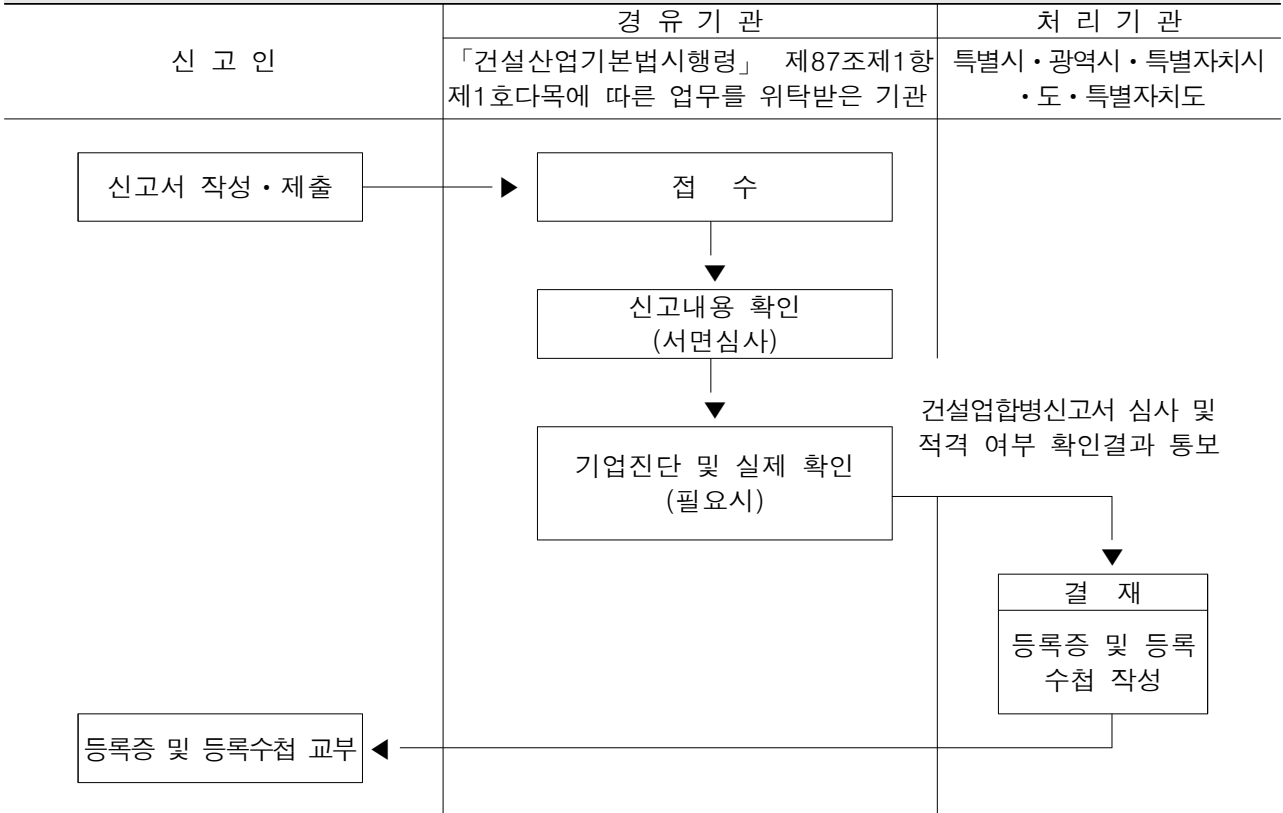 신 고 인
경 유 기 관
처 리 기 관
「건설산업기본법시행령」 제87조제1항
제1호다목에 따른 업무를 위탁받은 기관
특별시・광역시・특별자치시
・도・특별자치도
신고서 작성・제출
접 수
신고내용 확인
(서면심사)
기업진단 및 실제 확인
(필요시)
건설업합병신고서 심사 및
적격 여부 확인결과 통보
결 재
등록증 및 등록
수첩 작성
등록증 및 등록수첩 교부